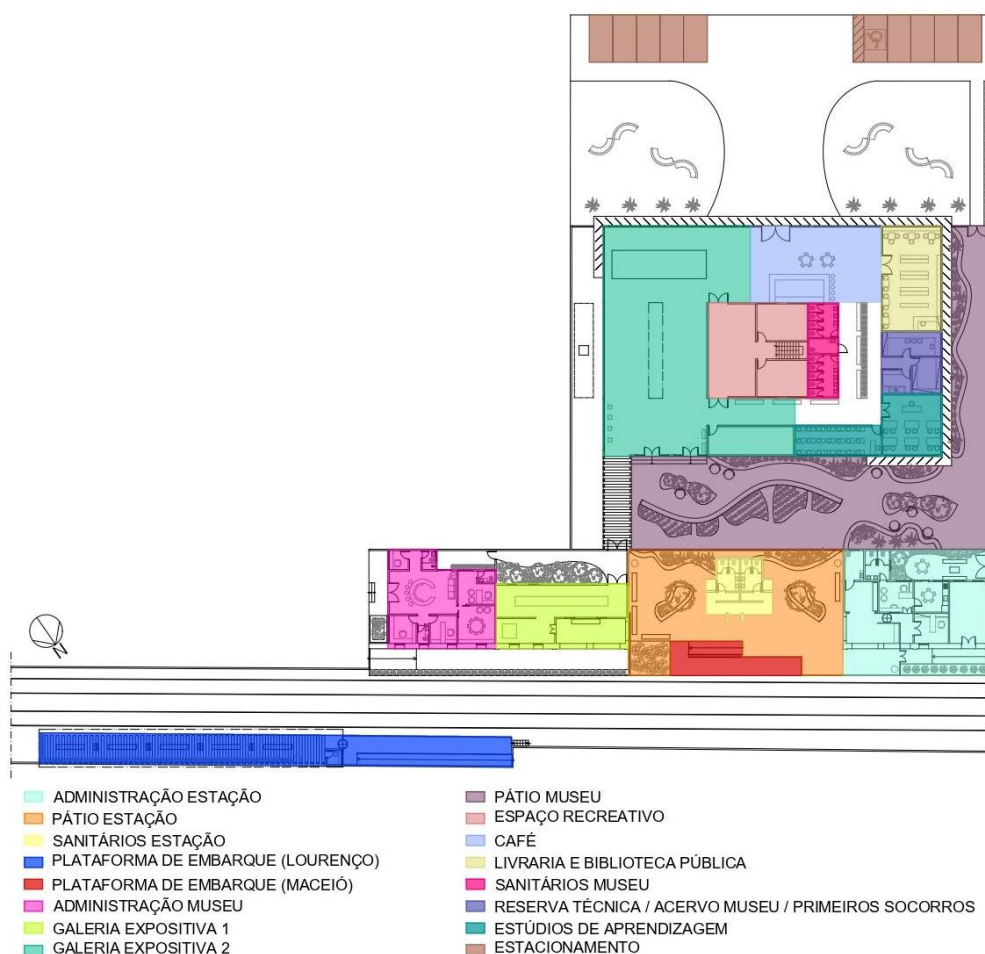 N
ADMINISTRAÇÃO ESTAÇÃO
PÁTIO ESTAÇÃO
SANITÁRIOS ESTAÇÃO
PLATAFORMA DE EMBARQUE (LOURENÇO)
PLATAFORMA DE EMBARQUE (MACEIÓ)
ADMINISTRAÇÃO MUSEU
GALERIA EXPOSITIVA 1
GALERIA EXPOSITIVA 2
PÁTIO MUSEU
ESPAÇO RECREATIVO
CAFÉ
LIVRARIA E BIBLIOTECA PÚBLICA
SANITÁRIOS MUSEU
RESERVA TÉCNICA / ACERVO MUSEU / PRIMEIROS SOCORROS
ESTÚDIOS DE APRENDIZAGEM
ESTACIONAMENTO